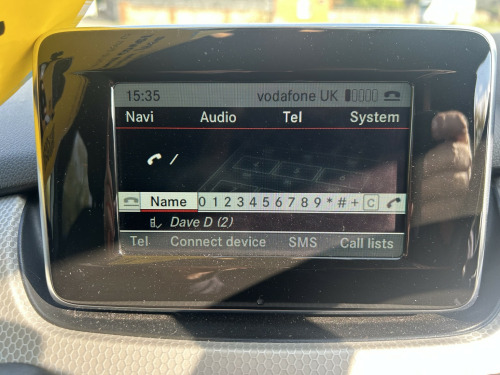 15:35 vodafone UK
Navi Audio Tel System
/
Name 0 1 2 3 4 5 6 7 8 9 * # + C
Dave D (2)
Tel Connect device SMS Call lists